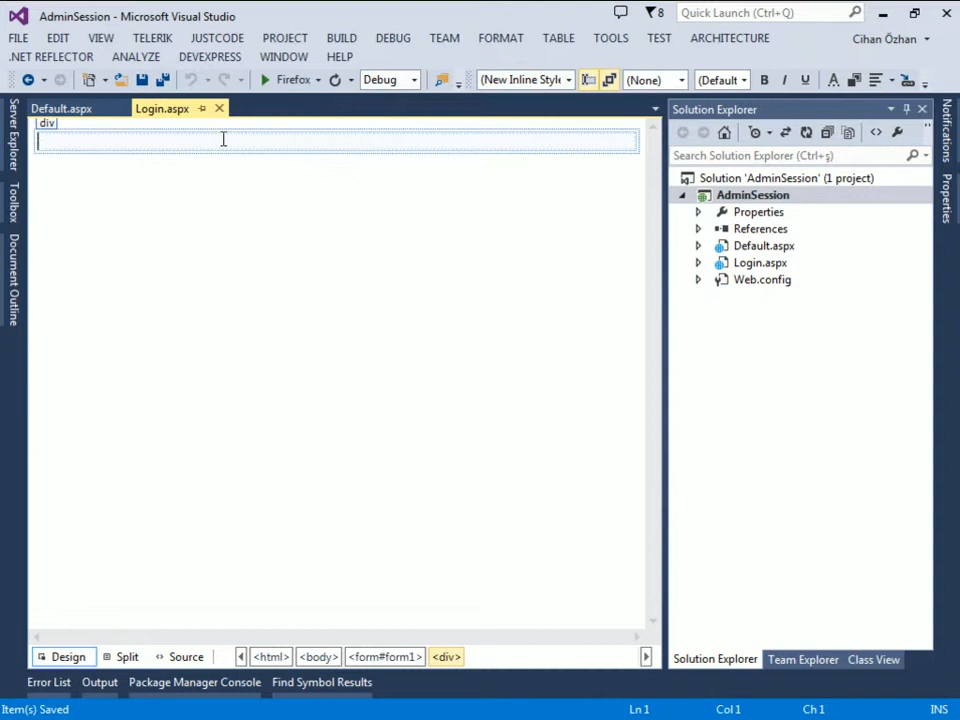 AdminSession - Microsoft Visual Studio
8
Quick Launch (Ctrl+Q)
FILE EDIT VIEW TELERIK JUSTCODE PROJECT BUILD DEBUG TEAM FORMAT TABLE TOOLS TEST ARCHITECTURE
Cihan Özhan
.NET REFLECTOR ANALYZE DEVEXPRESS WINDOW HELP
Firefox Debug (New Inline Style (None) (Default A B I U
Default.aspx Login.aspx
div
Server Explorer
Toolbox
Document Outline
Solution Explorer
Search Solution Explorer (Ctrl+ş)
Solution 'AdminSession' (1 project)
AdminSession
Properties
References
Default.aspx
Login.aspx
Web.config
Notifications
Properties
Design Split Source <html> <body> <form#form1> <div>
Solution Explorer Team Explorer Class View
Error List Output Package Manager Console Find Symbol Results
Item(s) Saved Ln 1 Col 1 Ch 1 INS